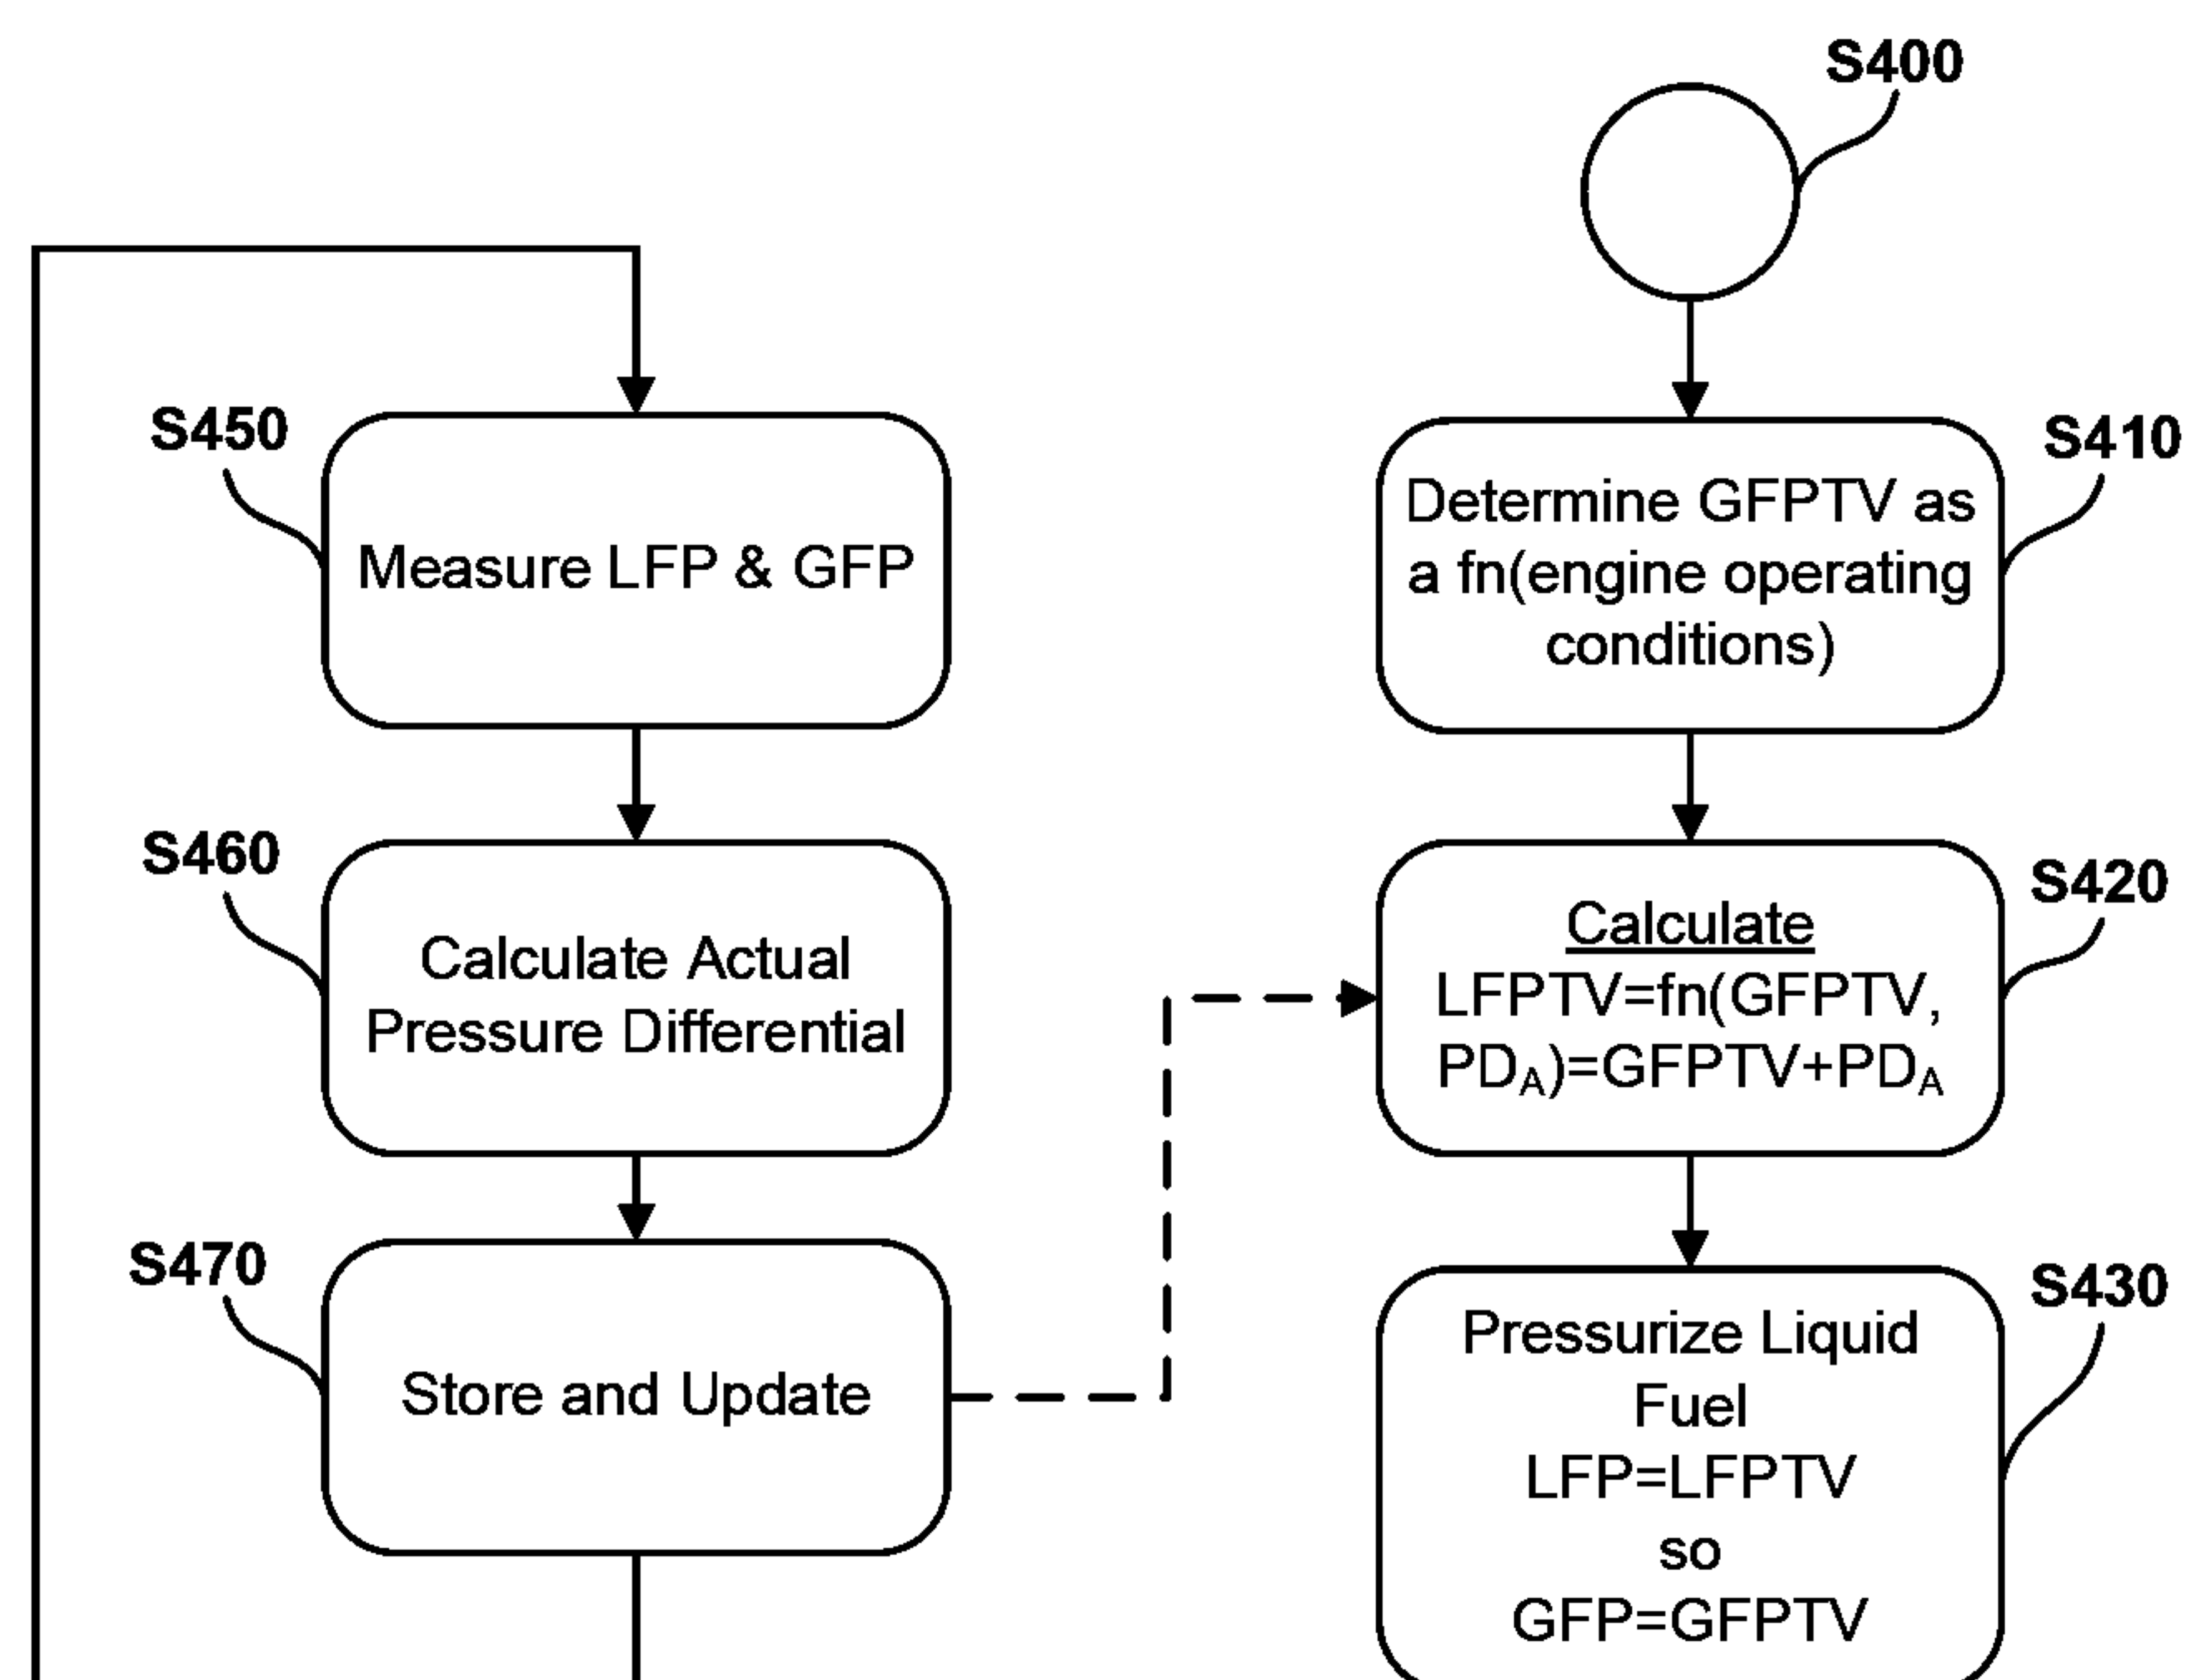 S400
S450
Measure LFP & GFP
S460
Calculate Actual
Pressure Differential
S470
Store and Update
S410
Determine GFPTV as
a fn(engine operating
conditions)
S420
Calculate
LFPTV=fn(GFPTV,
PDA)=GFPTV+PDA
S430
Pressurize Liquid
Fuel
LFP=LFPTV
so
GFP=GFPTV